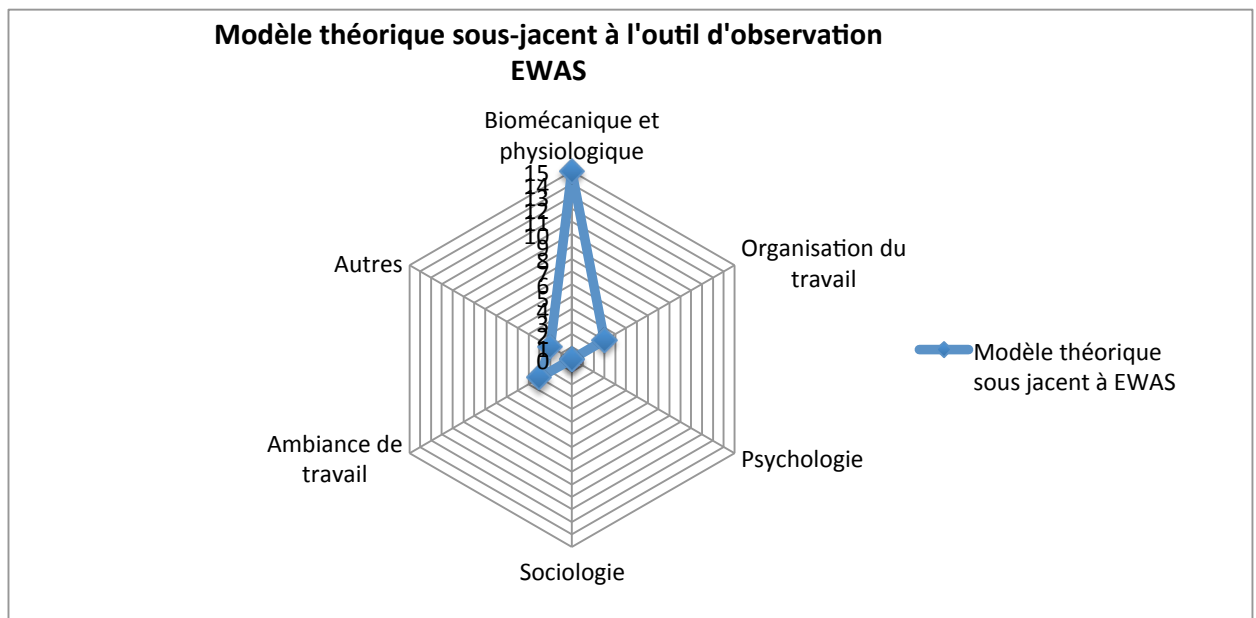 Modèle théorique sous-jacent à l'outil d'observation
EWAS
Biomécanique et
physiologique
15
14
13
12
11
10
9
8
7
6
5
4
3
2
1
0
Organisation du
travail
Autres
Modèle théorique
sous jacent à EWAS
Ambiance de
travail
Psychologie
Sociologie